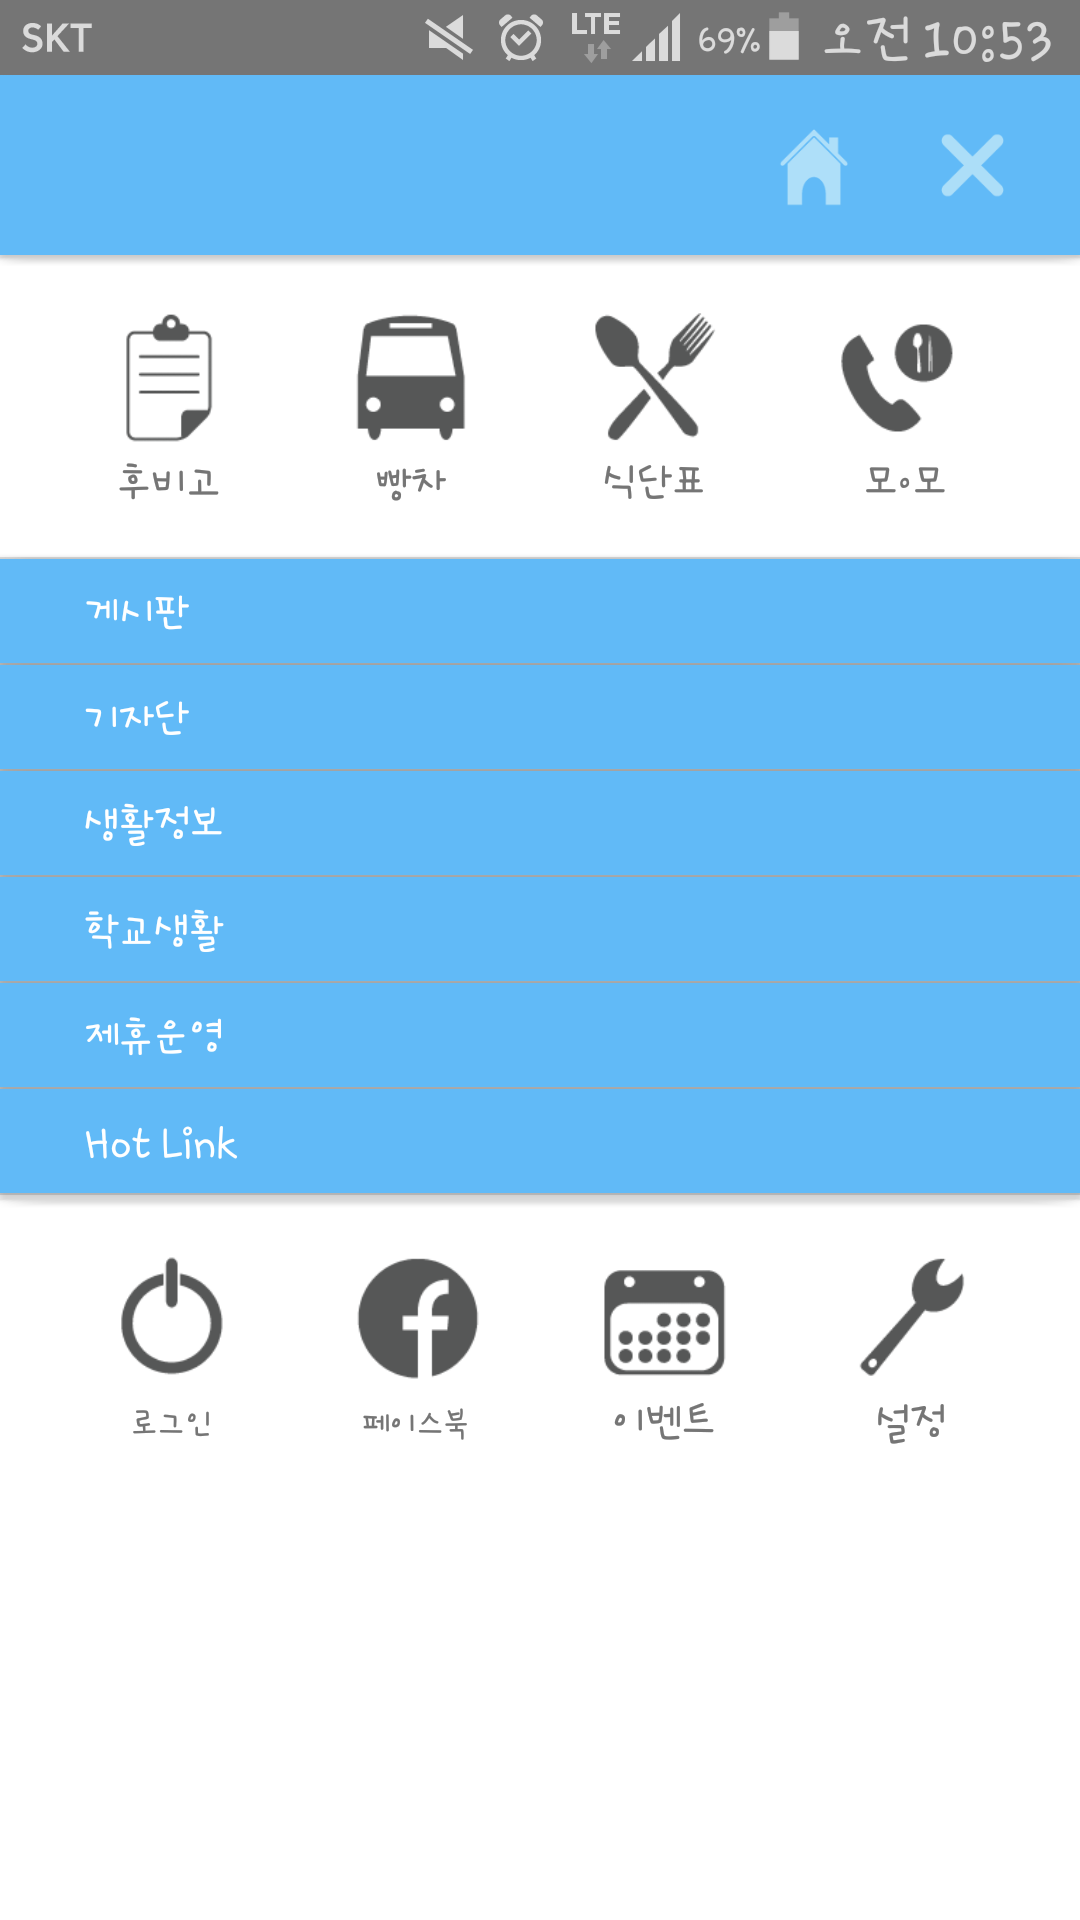 SKT LTE 69% 오전 10:53
후비고 빵차 식단표 모o모
게시판
기자단
생활정보
학교생활
제휴운영
Hot Link
로그인 페이스북 이벤트 설정